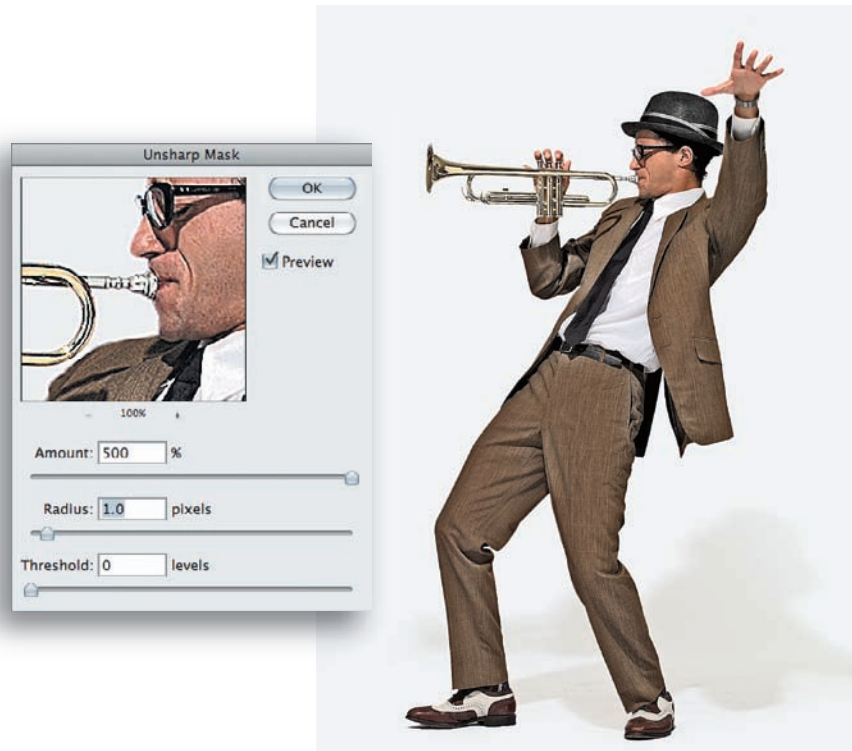 Unsharp Mask
OK
Cancel
Preview
100%
Amount: 500 %
Radius: 1.0 pixels
Threshold: 0 levels